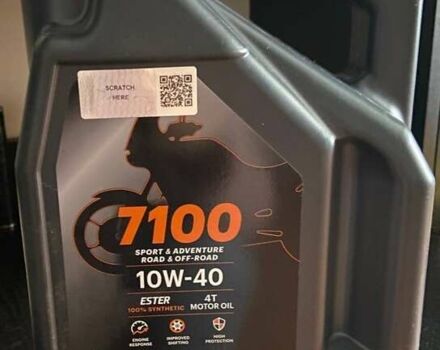 SCRATCH
HERE
7100
SPORT & ADVENTURE
ROAD & OFF-ROAD
10W-40
ESTER
100% SYNTHETIC
4T
MOTOR OIL
ENGINE
RESPONSE
IMPROVED
SHIFTING
HIGH
PROTECTION